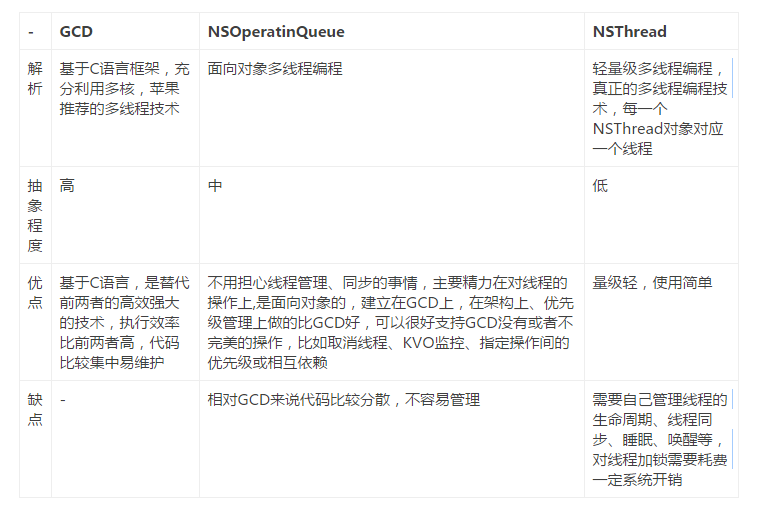 -
GCD
NSOperatinQueue
NSThread
解
析
基于C语言框架，充
分利用多核，苹果
推荐的多线程技术
面向对象多线程编程
轻量级多线程编程，
真正的多线程编程技
术，每一个
NSThread对象对应
一个线程
抽
象
程
度
高
中
低
优
点
基于C语言，是替代
前两者的高效强大
的技术，执行效率
比前两者高，代码
比较集中易维护
不用担心线程管理、同步的事情，主要精力在对线程的
操作上,是面向对象的，建立在GCD上，在架构上、优先
级管理上做的比GCD好，可以很好支持GCD没有或者不
完美的操作，比如取消线程、KVO监控、指定操作间的
优先级或相互依赖
量级轻，使用简单
缺
点
-
相对GCD来说代码比较分散，不容易管理
需要自己管理线程的
生命周期、线程同
步、睡眠、唤醒等，
对线程加锁需要耗费
一定系统开销